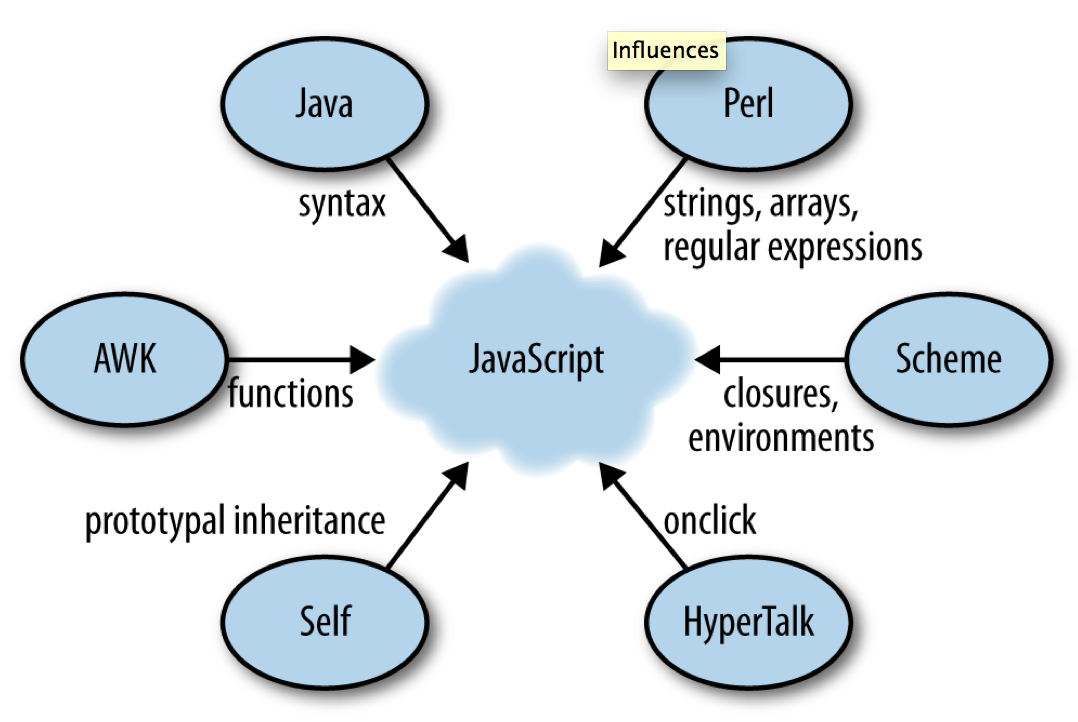 Influences
Java
Perl
syntax
strings, arrays,
regular expressions
AWK
JavaScript
Scheme
functions
closures,
environments
prototypal inheritance
onclick
Self
HyperTalk